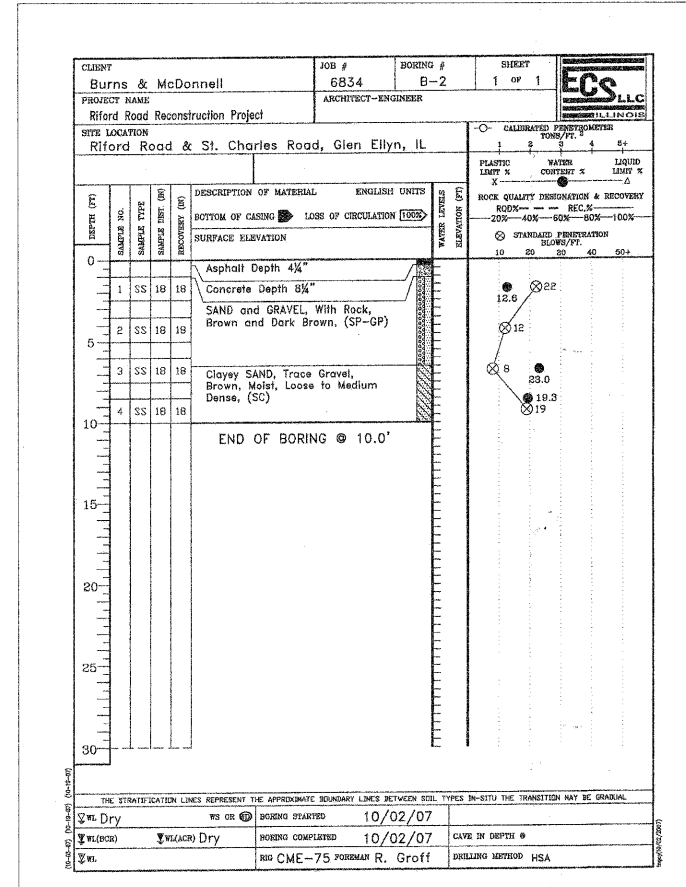 CLIENT
Burns & McDonnell
JOB #
6834
BORING #
B-2
SHEET
1 OF 1
ECS LLC
ILLINOIS
PROJECT NAME
Riford Road Reconstruction Project
ARCHITECT-ENGINEER
SITE LOCATION
Riford Road & St. Charles Road, Glen Ellyn, IL
-O- CALIBRATED PENETROMETER
TONS/FT. 2
1 2 3 4 5+
PLASTIC WATER LIQUID
LIMIT % CONTENT % LIMIT %
X Δ
ROCK QUALITY DESIGNATION & RECOVERY
RQD%— — — REC.%———
20%—40%—60%—80%—100%
⊗ STANDARD PENETRATION
BLOWS/FT.
10 20 30 40 50+
DEPTH (FT)
SAMPLE NO.
SAMPLE TYPE
SAMPLE DIST. (IN)
RECOVERY (IN)
DESCRIPTION OF MATERIAL ENGLISH UNITS
BOTTOM OF CASING LOSS OF CIRCULATION 100%
SURFACE ELEVATION
WATER LEVELS
ELEVATION (FT)
0
Asphalt Depth 4¼"
1 SS 18 18 Concrete Depth 8¼"
22
12.6
SAND and GRAVEL, With Rock,
Brown and Dark Brown, (SP-GP)
2 SS 18 18
12
5
3 SS 18 18 Clayey SAND, Trace Gravel,
Brown, Moist, Loose to Medium
Dense, (SC)
8
23.0
19.3
4 SS 18 18
19
10
END OF BORING @ 10.0'
15
20
25
30
THE STRATIFICATION LINES REPRESENT THE APPROXIMATE BOUNDARY LINES BETWEEN SOIL TYPES IN-SITU THE TRANSITION MAY BE GRADUAL
WL Dry WS OR WD BORING STARTED 10/02/07
WL(BCR) WL(ACR) Dry BORING COMPLETED 10/02/07 CAVE IN DEPTH @
WL RIG CME-75 FOREMAN R. Groff DRILLING METHOD HSA